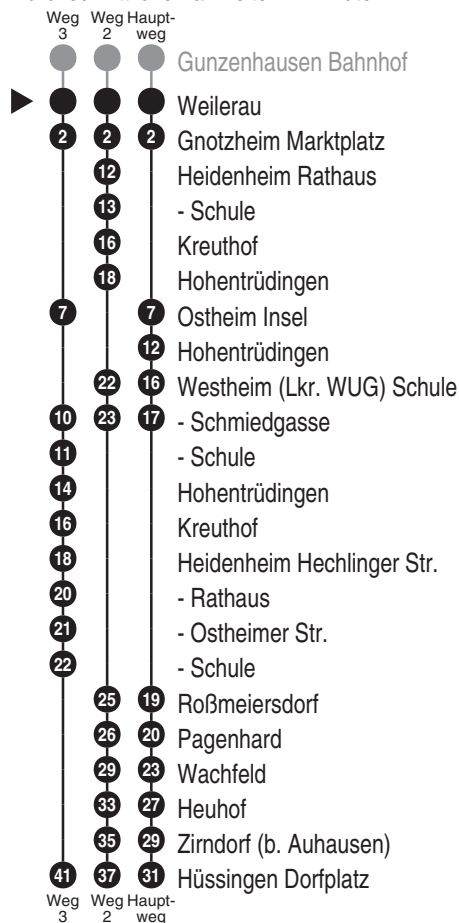 Weg Weg Haupt-
3 2 weg
Gunzenhausen Bahnhof
Weilerau
2 2 2 Gnotzheim Marktplatz
12 Heidenheim Rathaus
13 - Schule
16 Kreuthof
18 Hohentrüdingen
7 7 Ostheim Insel
12 Hohentrüdingen
22 16 Westheim (Lkr. WUG) Schule
10 23 17 - Schmiedgasse
11 - Schule
14 Hohentrüdingen
16 Kreuthof
18 Heidenheim Hechlinger Str.
20 - Rathaus
21 - Ostheimer Str.
22 - Schule
25 19 Roßmeiersdorf
26 20 Pagenhard
29 23 Wachfeld
33 27 Heuhof
35 29 Zirndorf (b. Auhausen)
41 37 31 Hüssingen Dorfplatz
Weg Weg Haupt-
3 2 weg